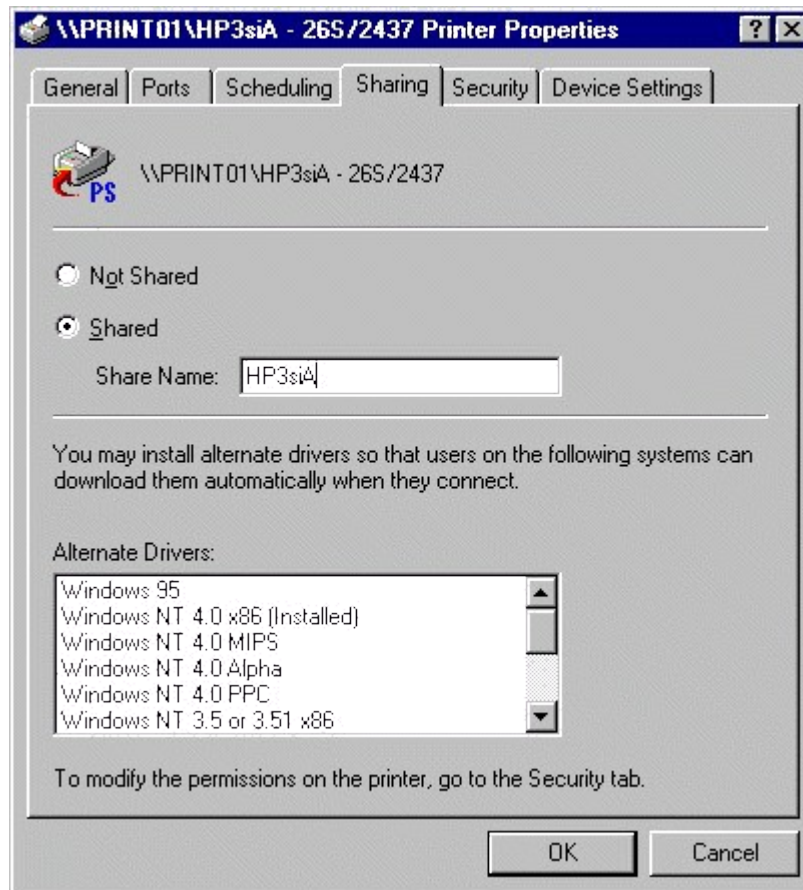 \\PRINT01\HP3siA - 26S/2437 Printer Properties
General Ports Scheduling Sharing Security Device Settings
PS
\\PRINT01\HP3siA - 26S/2437
Not Shared
Shared
Share Name: HP3siA
You may install alternate drivers so that users on the following systems can
download them automatically when they connect.
Alternate Drivers:
Windows 95
Windows NT 4.0 x86 (Installed)
Windows NT 4.0 MIPS
Windows NT 4.0 Alpha
Windows NT 4.0 PPC
Windows NT 3.5 or 3.51 x86
To modify the permissions on the printer, go to the Security tab.
OK Cancel